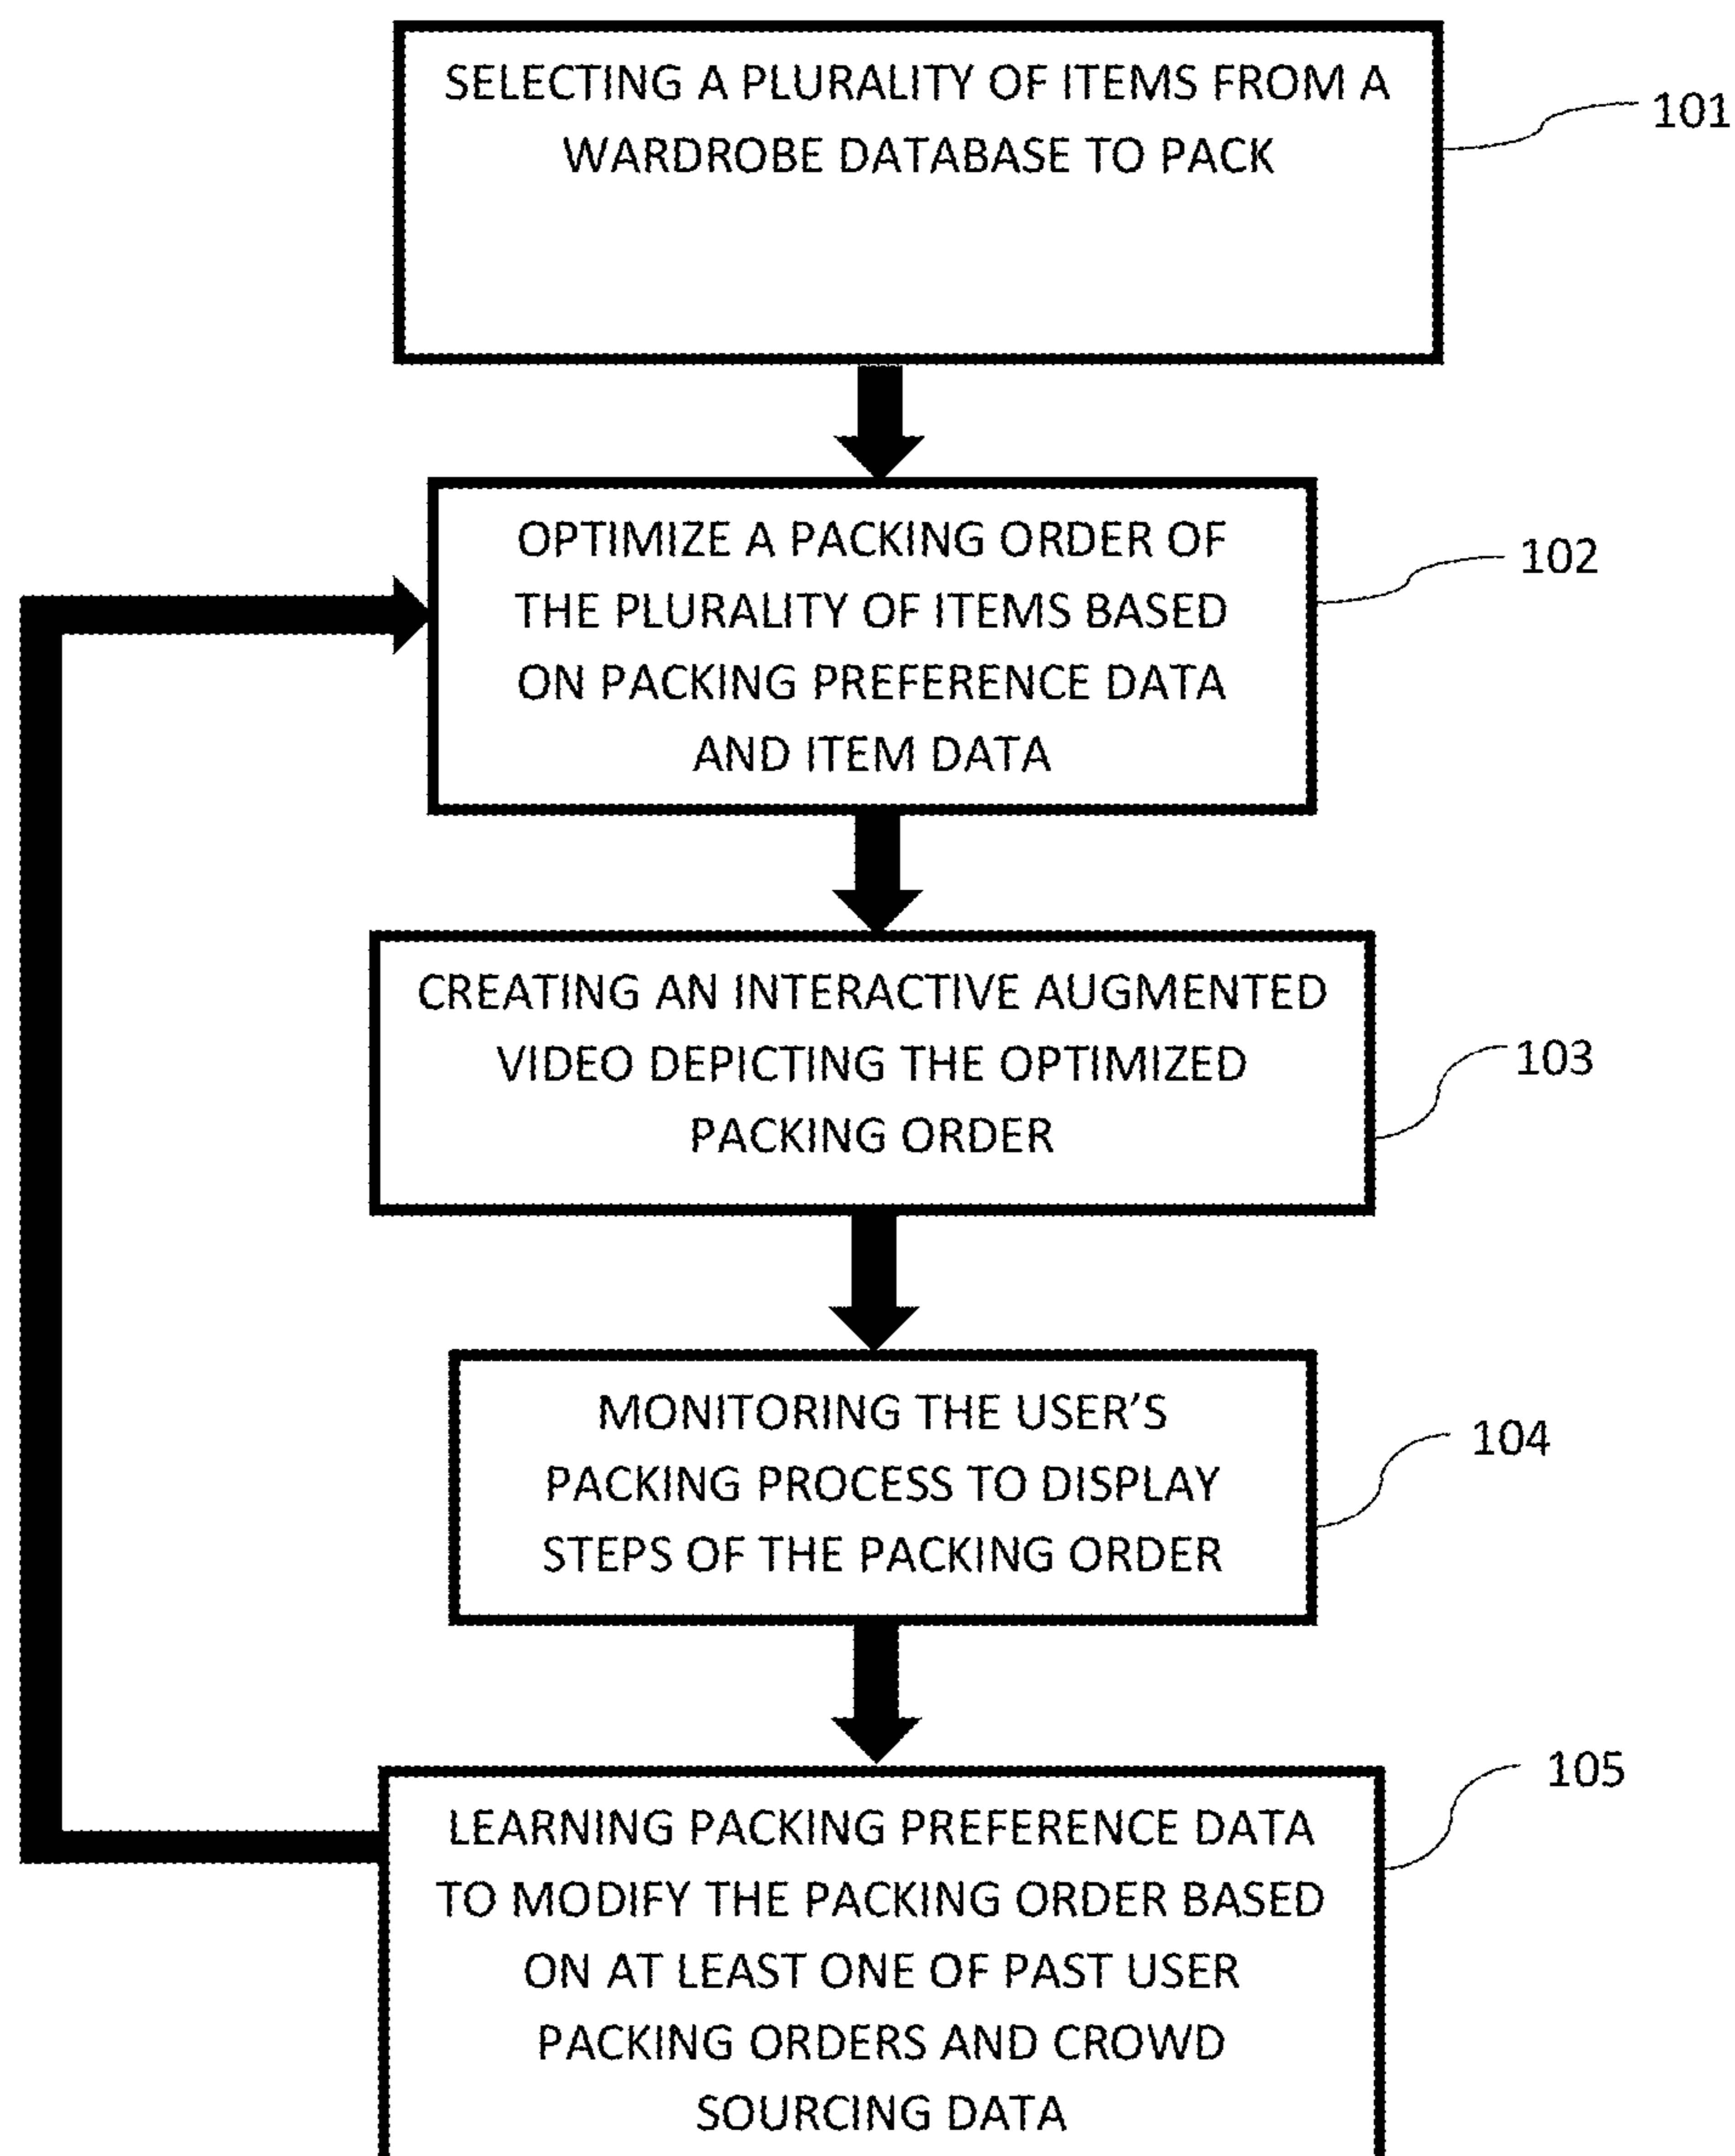 SELECTING A PLURALITY OF ITEMS FROM A
WARDROBE DATABASE TO PACK
101
OPTIMIZE A PACKING ORDER OF
THE PLURALITY OF ITEMS BASED
ON PACKING PREFERENCE DATA
AND ITEM DATA
102
CREATING AN INTERACTIVE AUGMENTED
VIDEO DEPICTING THE OPTIMIZED
PACKING ORDER
103
MONITORING THE USER'S
PACKING PROCESS TO DISPLAY
STEPS OF THE PACKING ORDER
104
LEARNING PACKING PREFERENCE DATA
TO MODIFY THE PACKING ORDER BASED
ON AT LEAST ONE OF PAST USER
PACKING ORDERS AND CROWD
SOURCING DATA
105